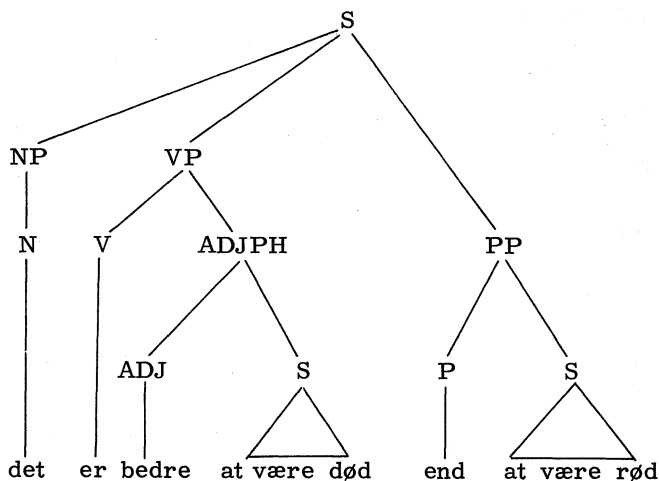 S
NP VP
N V ADJPH PP
ADJ S P S
det er bedre at være død end at være rød